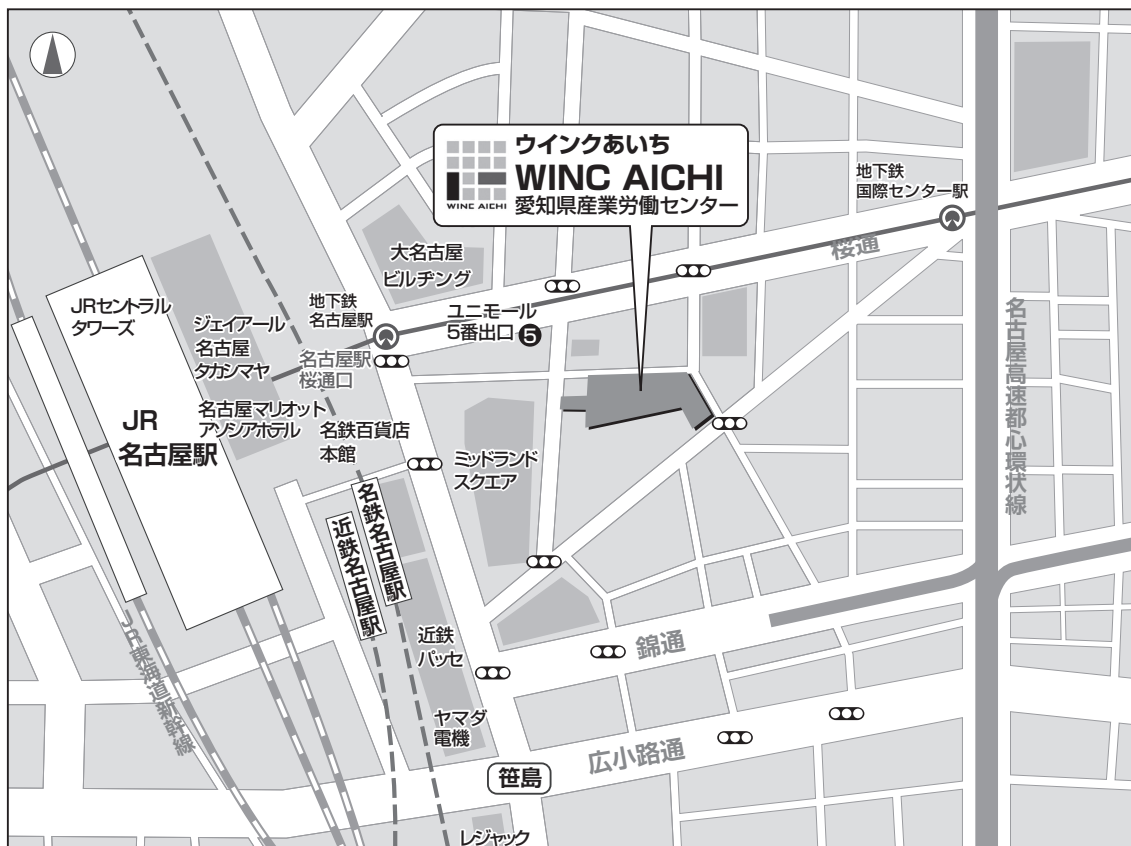 ウインクあいち
WINC AICHI
WINC AICHI
愛知県産業労働センター
地下鉄
国際センター駅
桜通
大名古屋
ビルヂング
JRセントラル
タワーズ
地下鉄
名古屋駅
ユニモール
5番出口 5
ジェイアール
名古屋
タカシマヤ
名古屋駅
桜通口
名古屋マリオット
アソシアホテル
JR
名古屋駅
名鉄百貨店
本館
ミッドランド
スクエア
名古屋高速都心環状線
名鉄名古屋駅
近鉄名古屋駅
近鉄
パッセ
錦通
JR東海道新幹線
ヤマダ
電機
広小路通
笹島
レジャック